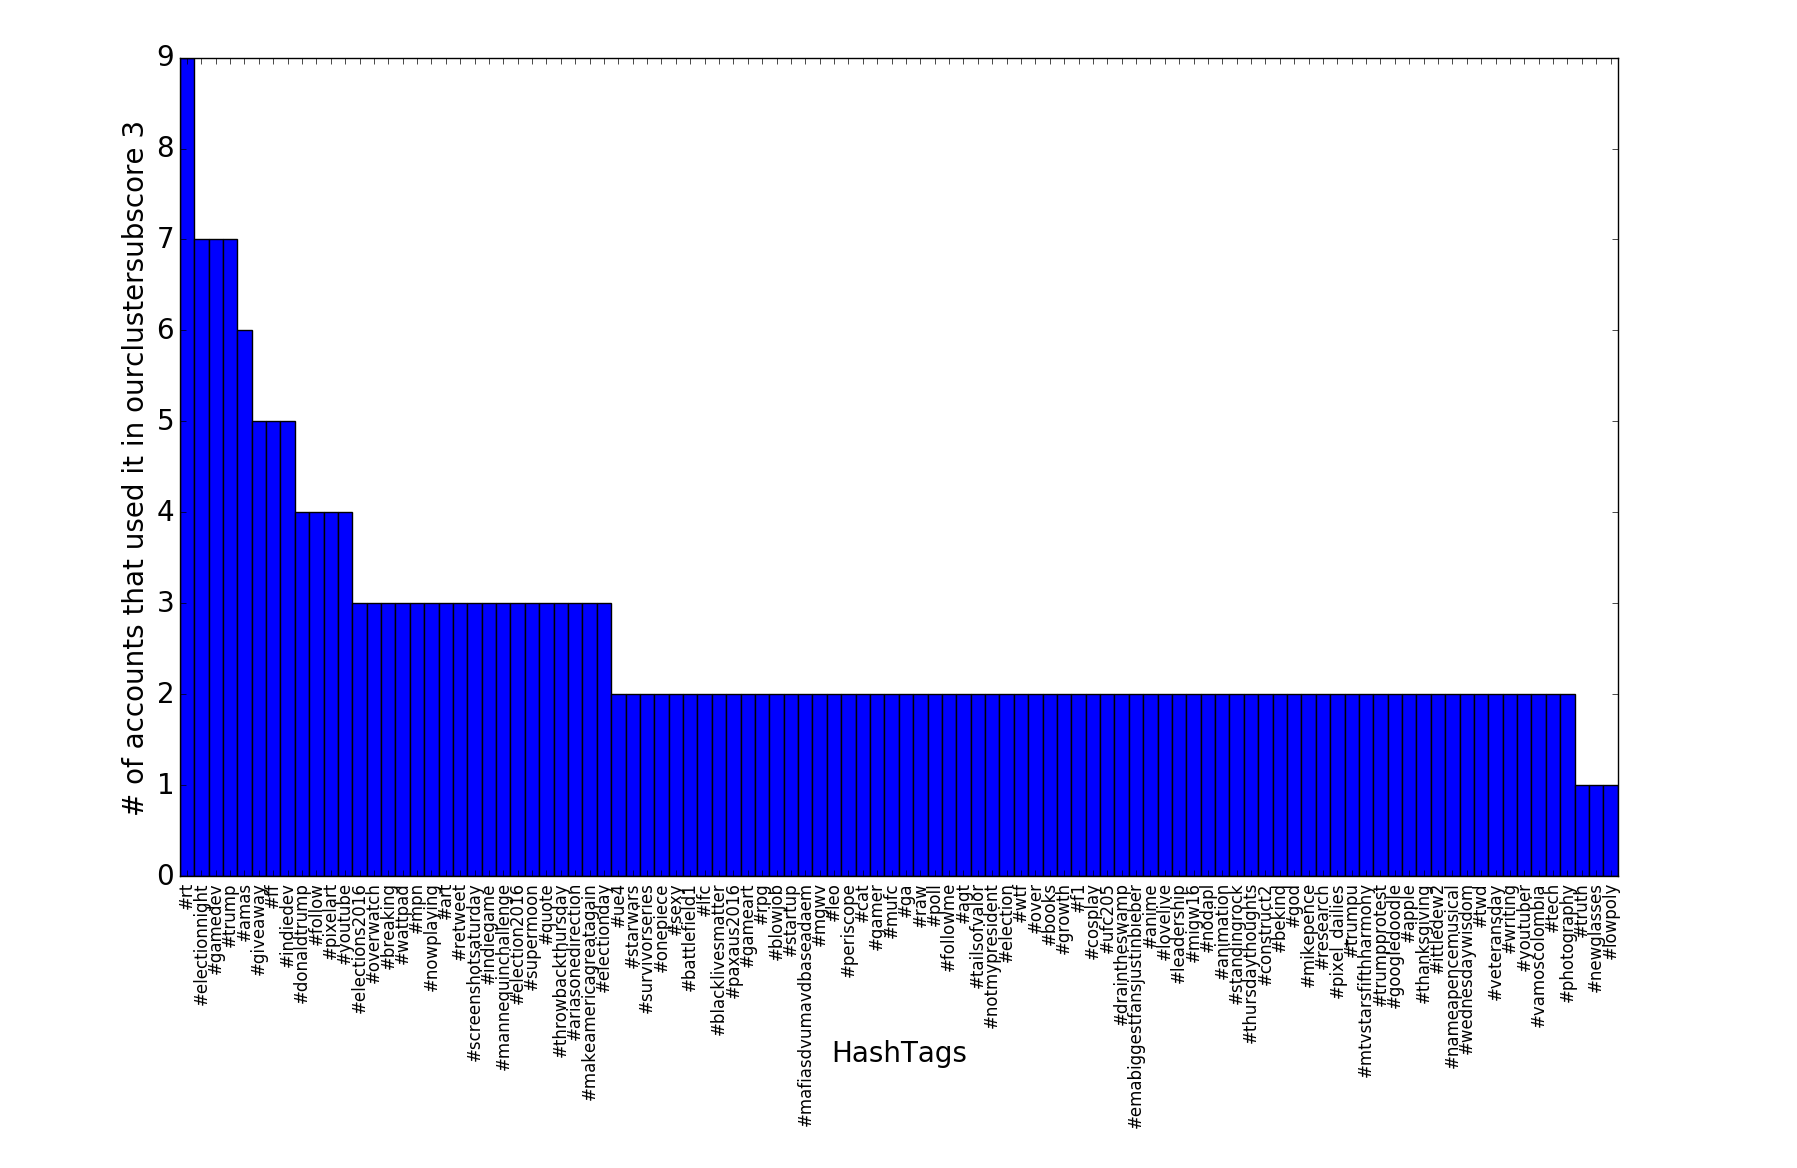 # of accounts that used it in ourclustersubscore 3
9
8
7
6
5
4
3
2
1
0
#rt
#electionnight
#gamedev
#trump
#amas
#giveaway
#ff
#indiedev
#donaldtrump
#follow
#pixelart
#youtube
#elections2016
#overwatch
#breaking
#wattpad
#mpn
#nowplaying
#art
#retweet
#screenshotsaturday
#indiegame
#mannequinchallenge
#election2016
#supermoon
#quote
#throwbackthursday
#ariasonedirection
#makeamericagreatagain
#electionday
#ue4
#starwars
#survivorseries
#onepiece
#sexy
#battlefield1
#lfc
#blacklivesmatter
#paxaus2016
#gameart
#rpg
#blowjob
#startup
#mafiasdvumavdbaseadaem
#mgwv
#leo
#periscope
#cat
#gamer
#mufc
#ga
#raw
#poll
#followme
#agt
#tailsofvalor
#notmypresident
#election
#wtf
#over
#books
#growth
#f1
#cosplay
#ufc205
#draintheswamp
#emabiggestfansjustinbieber
#anime
#lovelive
#leadership
#migw16
#nodapl
#animation
#standingrock
#thursdaythoughts
#construct2
#bekind
#god
#mikepence
#research
#pixel_dailies
#trumpu
#mtvstarsfifthharmony
#trumpprotest
#googledoodle
#apple
#thanksgiving
#ittledew2
#nameapencemusical
#wednesdaywisdom
#twd
#veteransday
#writing
#youtuber
#vamoscolombia
#tech
#photography
#truth
#newglasses
#lowpoly
HashTags